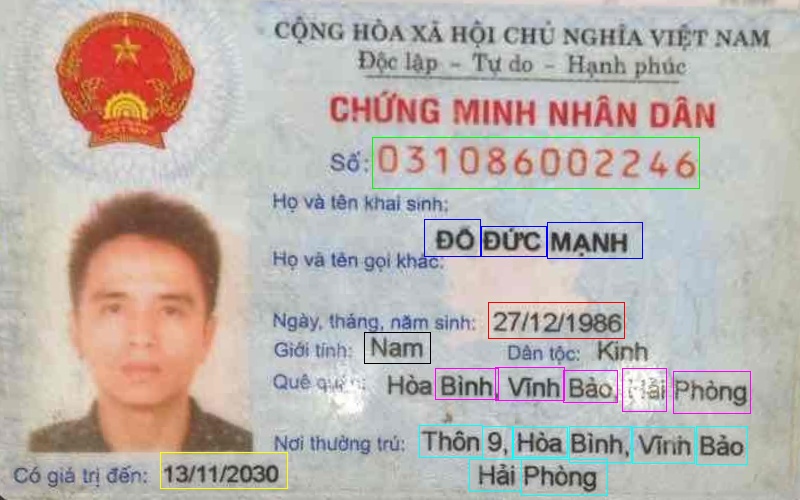 CỘNG HÒA XÃ HỘI CHỦ NGHĨA VIỆT NAM
Độc lập - Tự do - Hạnh phúc
CHỨNG MINH NHÂN DÂN
Số: 031086002246
Họ và tên khai sinh:
ĐỖ ĐỨC MẠNH
Họ và tên gọi khác:
Ngày, tháng, năm sinh: 27/12/1986
Giới tính: Nam Dân tộc: Kinh
Quê quán: Hòa Bình, Vĩnh Bảo, Hải Phòng
Nơi thường trú: Thôn 9, Hòa Bình, Vĩnh Bảo
Hải Phòng
Có giá trị đến: 13/11/2030